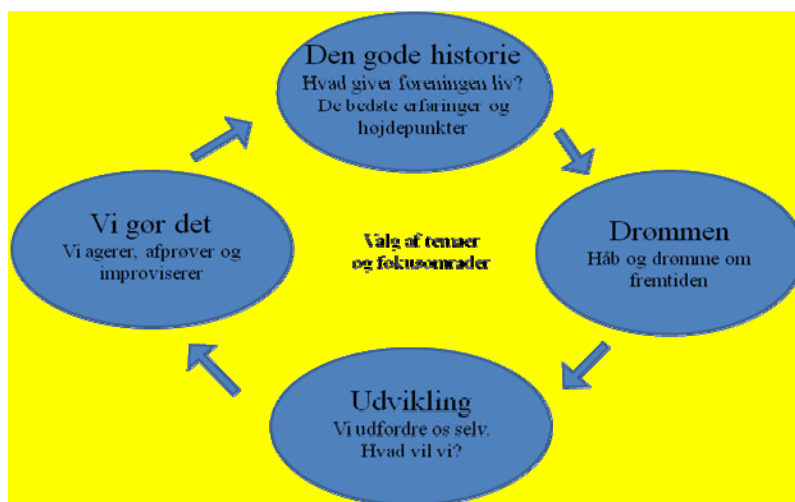 Den gode historie
Hvad giver foreningen liv?
De bedste erfaringer og
højdepunkter
Vi gør det
Vi agerer, afprøver og
improviserer
Valg af temaer
og fokusområder
Drømmen
Håb og drømme om
fremtiden
Udvikling
Vi udfordre os selv.
Hvad vil vi?